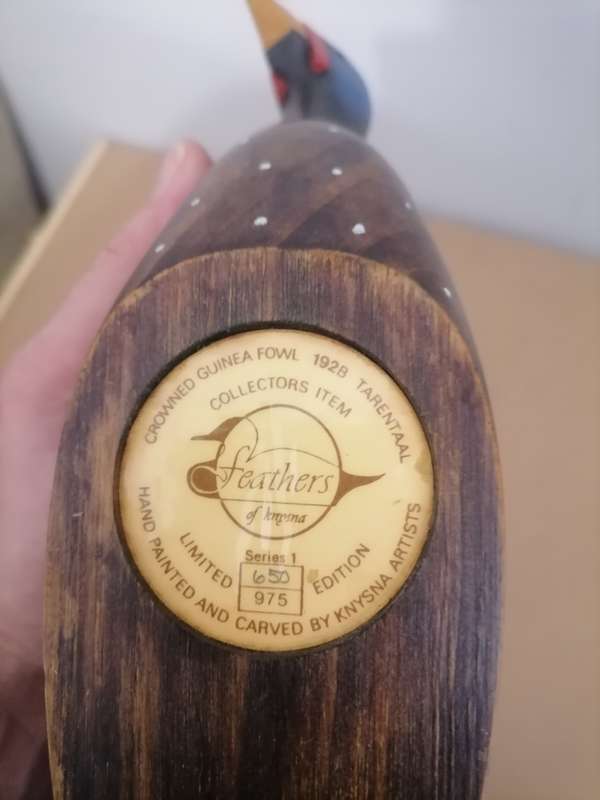 CROWNED GUINEA FOWL 192B TARENTAAL
COLLECTORS ITEM
feathers
of knysna
Series 1
LIMITED EDITION
650
975
HAND PAINTED AND CARVED BY KNYSNA ARTISTS